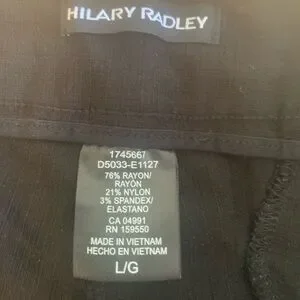 HILARY RADLEY
1745667
D5033-E1127
76% RAYON/
RAYÓN
21% NYLON
3% SPANDEX/
ELASTANO
CA 04991
RN 159550
MADE IN VIETNAM
HECHO EN VIETNAM
L/G